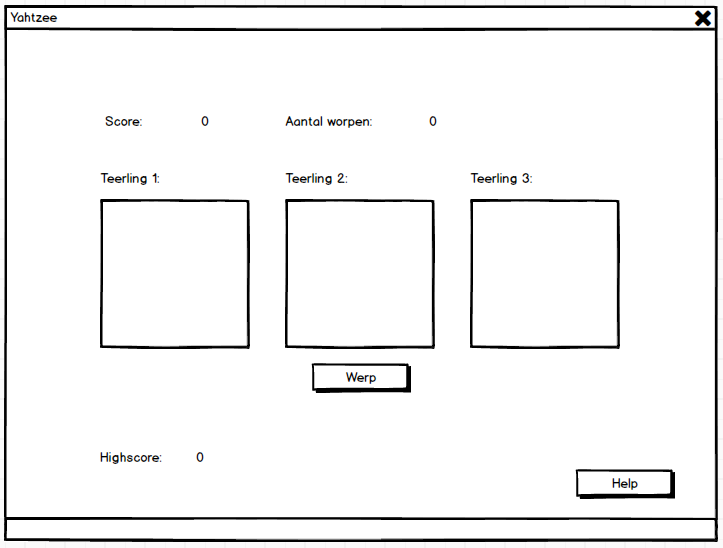 Yahtzee
Score: 0 Aantal worpen: 0
Teerling 1: Teerling 2: Teerling 3:
Werp
Highscore: 0
Help